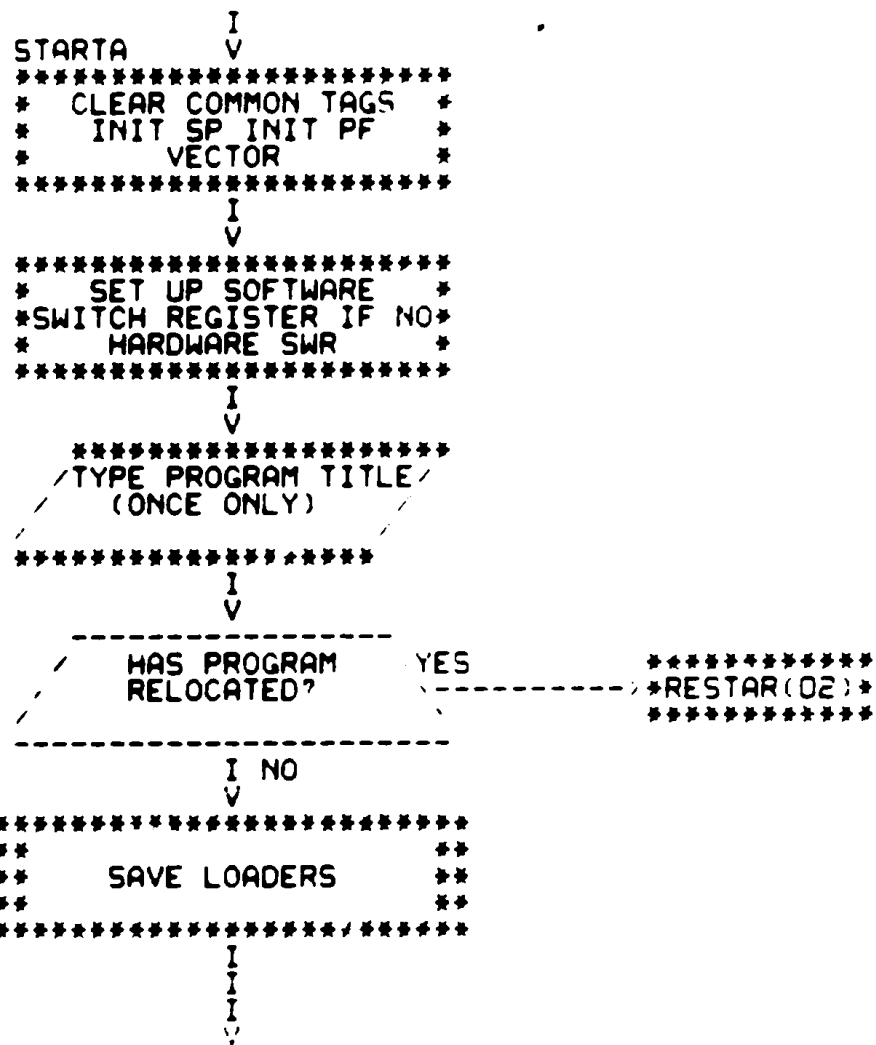 I
STARTA V
CLEAR COMMON TAGS
INIT SP INIT PF
VECTOR
I
V
SET UP SOFTWARE
SWITCH REGISTER IF NO
HARDWARE SWR
I
V
TYPE PROGRAM TITLE
(ONCE ONLY)
I
V
HAS PROGRAM YES
RELOCATED? RESTAR(02)
I NO
V
SAVE LOADERS
I
I
I
V